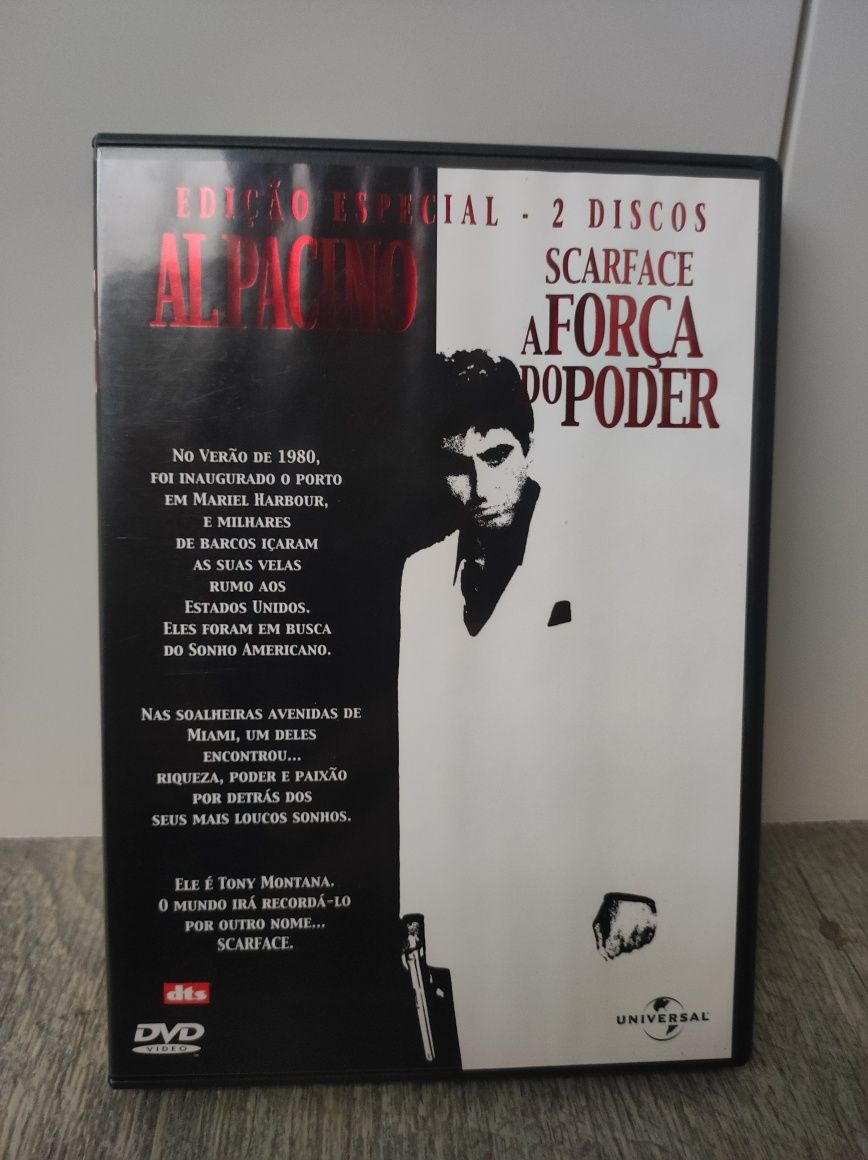 EDIÇÃO ESPECIAL - 2 DISCOS
AL PACINO
SCARFACE
A FORÇA
DO PODER
NO VERÃO DE 1980,
FOI INAUGURADO O PORTO
EM MARIEL HARBOUR,
E MILHARES
DE BARCOS IÇARAM
AS SUAS VELAS
RUMO AOS
ESTADOS UNIDOS.
ELES FORAM EM BUSCA
DO SONHO AMERICANO.
NAS SOALHEIRAS AVENIDAS DE
MIAMI, UM DELES
ENCONTROU...
RIQUEZA, PODER E PAIXÃO
POR DETRÁS DOS
SEUS MAIS LOUCOS SONHOS.
ELE É TONY MONTANA.
O MUNDO IRÁ RECORDÁ-LO
POR OUTRO NOME...
SCARFACE.
dts
DVD
VIDEO
UNIVERSAL